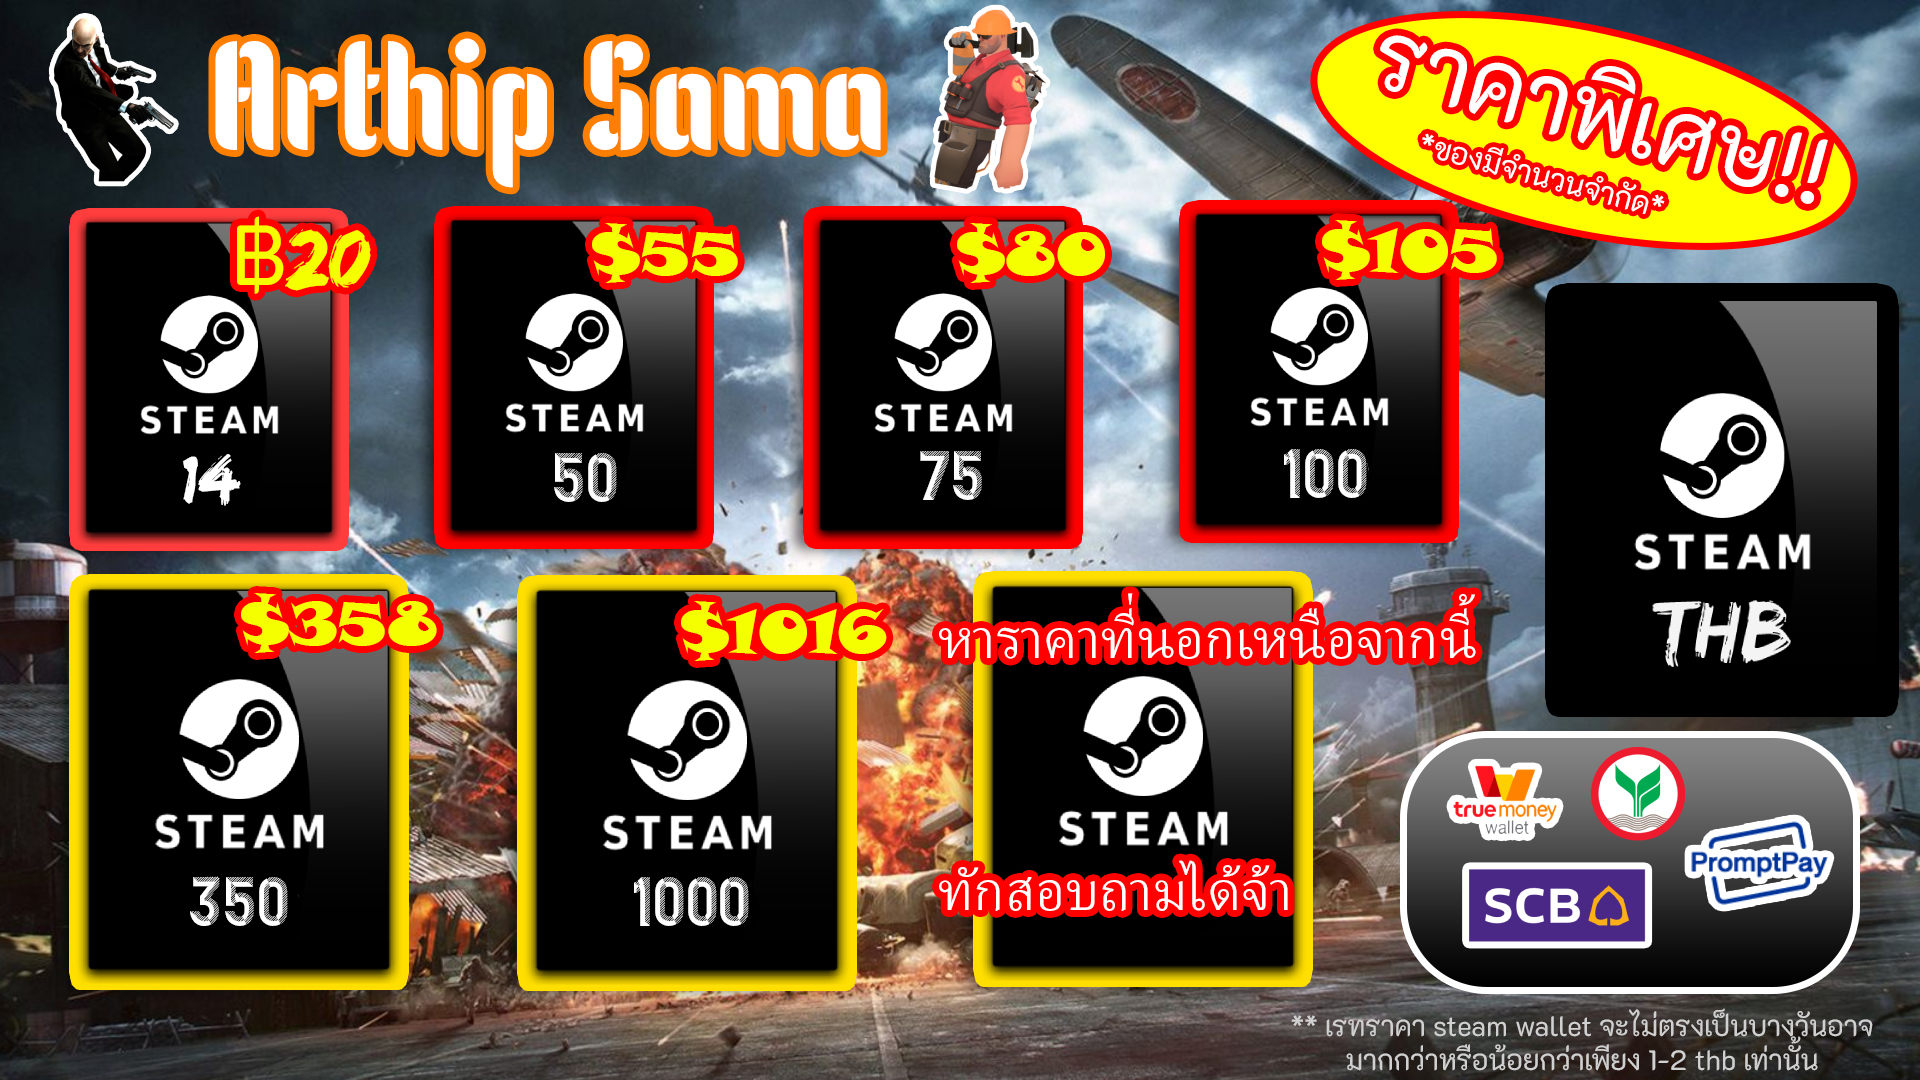 Arthip Sama
ราคาพิเศษ!!
*ของมีจำนวนจำกัด*
฿20
STEAM
14
$55
STEAM
50
$80
STEAM
75
$105
STEAM
100
STEAM
THB
$358
STEAM
350
$1016
STEAM
1000
หาราคาที่นอกเหนือจากนี้
STEAM
ทักสอบถามได้จ้า
truemoney
wallet
PromptPay
SCB
** เรทราคา steam wallet จะไม่ตรงเป็นบางวันอาจ
มากกว่าหรือน้อยกว่าเพียง 1-2 thb เท่านั้น